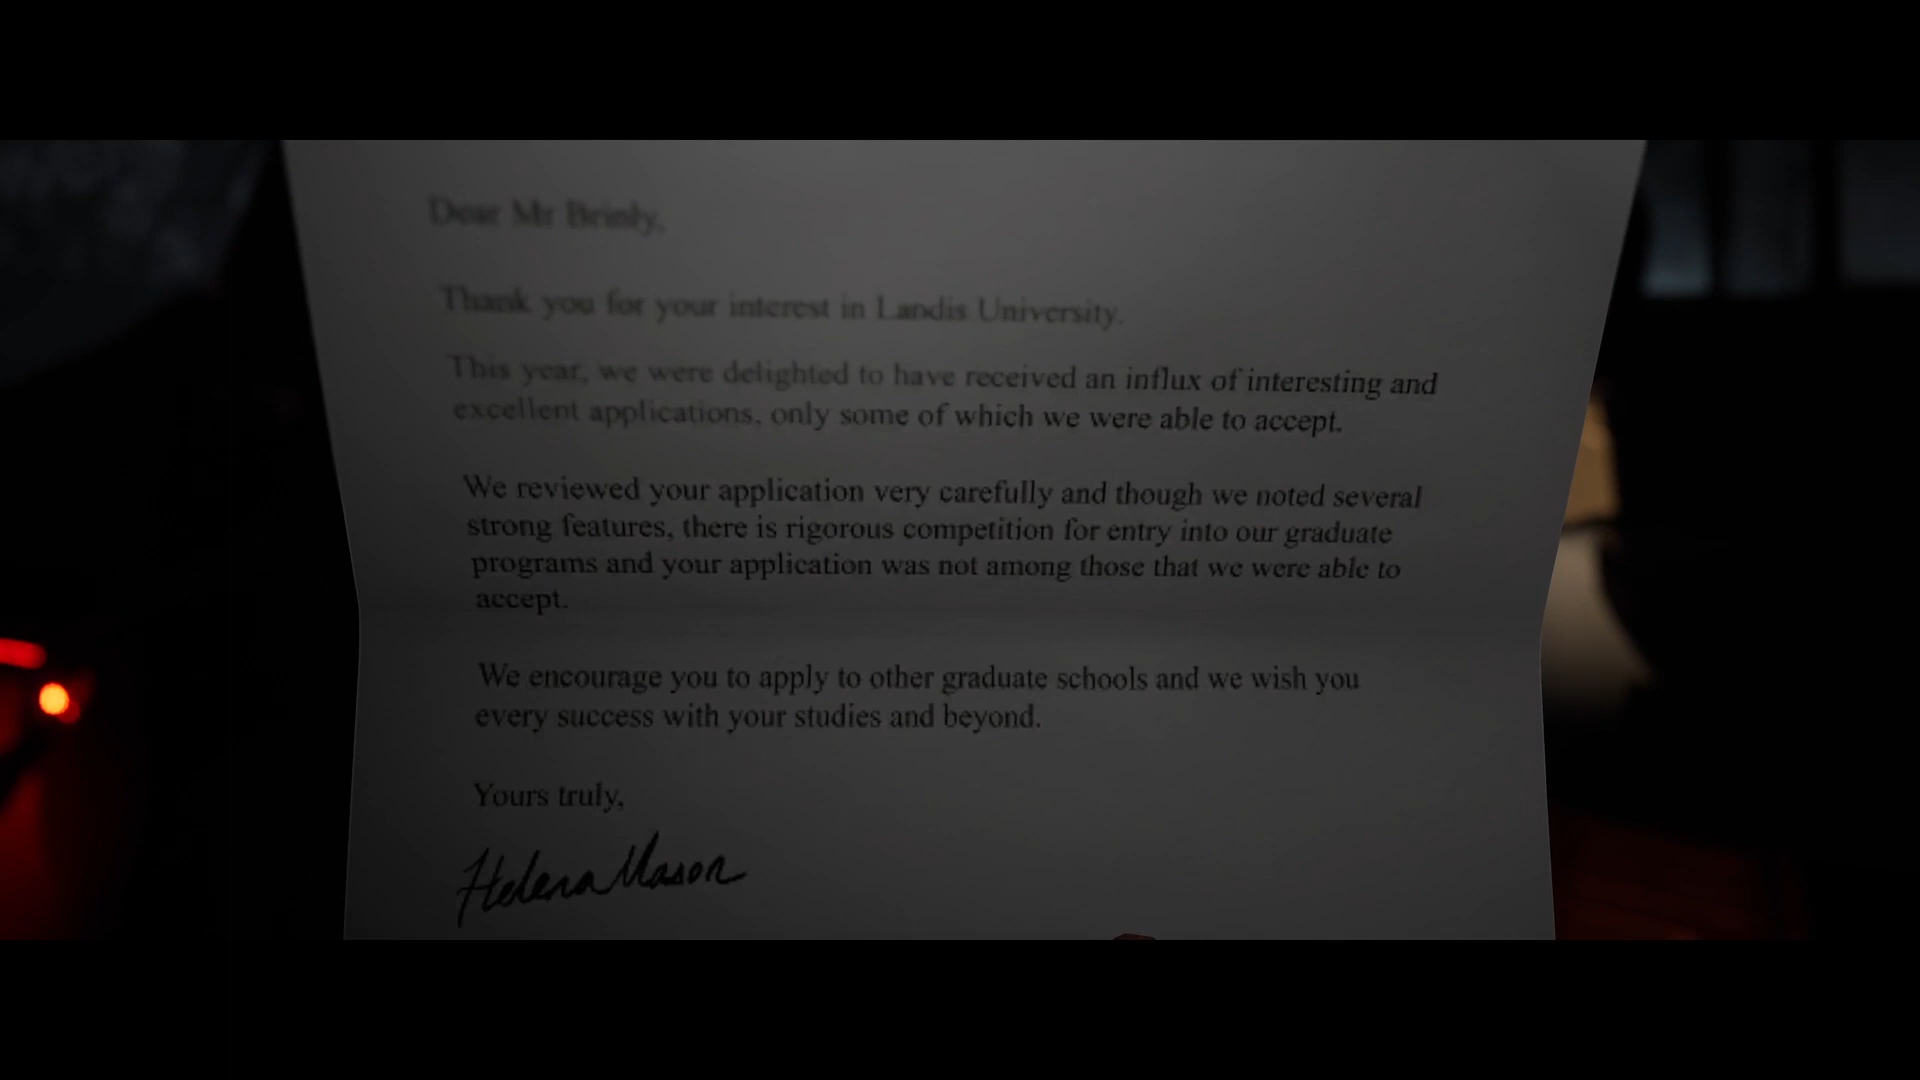 Dear Mr Brinly,
Thank you for your interest in Landis University.
This year, we were delighted to have received an influx of interesting and
excellent applications, only some of which we were able to accept.
We reviewed your application very carefully and though we noted several
strong features, there is rigorous competition for entry into our graduate
programs and your application was not among those that we were able to
accept.
We encourage you to apply to other graduate schools and we wish you
every success with your studies and beyond.
Yours truly,
Helena Mason